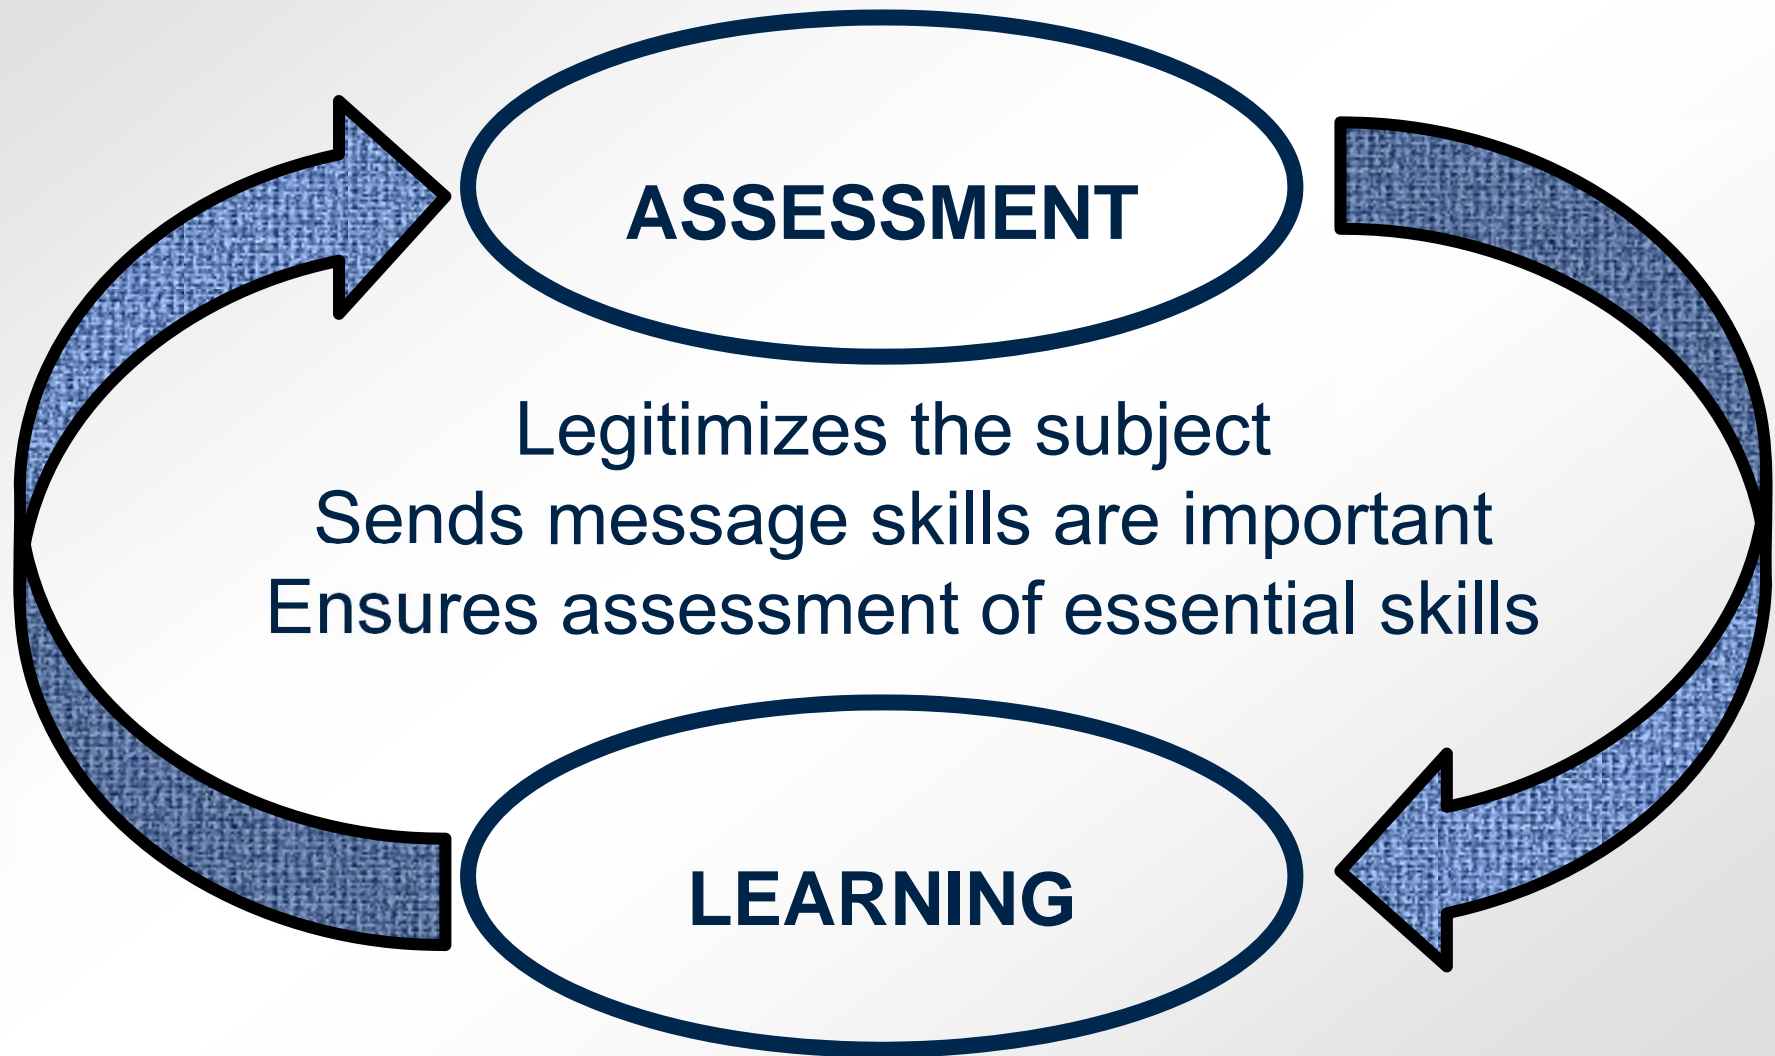 ASSESSMENT
Legitimizes the subject
Sends message skills are important
Ensures assessment of essential skills
LEARNING